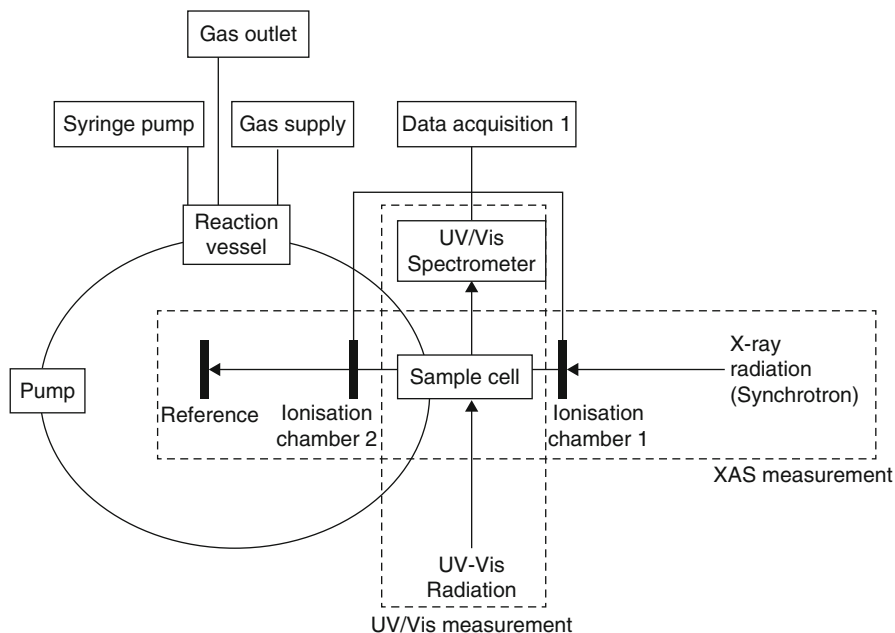 Gas outlet
Syringe pump
Gas supply
Data acquisition 1
Reaction
vessel
UV/Vis
Spectrometer
Pump
Sample cell
X-ray
radiation
(Synchrotron)
Reference
Ionisation
chamber 2
Ionisation
chamber 1
XAS measurement
UV-Vis
Radiation
UV/Vis measurement